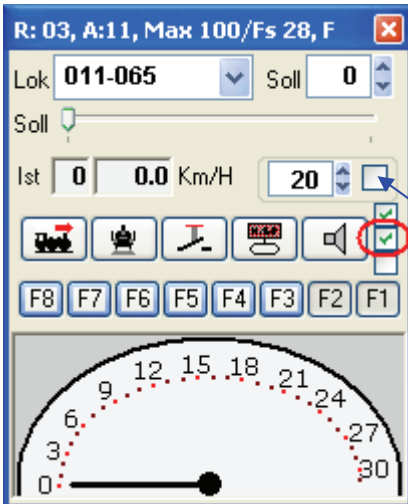 R: 03, A:11, Max 100/Fs 28, F
Lok 011-065 Soll 0
Soll
Ist 0 0.0 Km/H 20
F8 F7 F6 F5 F4 F3 F2 F1
0 3 6 9 12 15 18 21 24 27 30